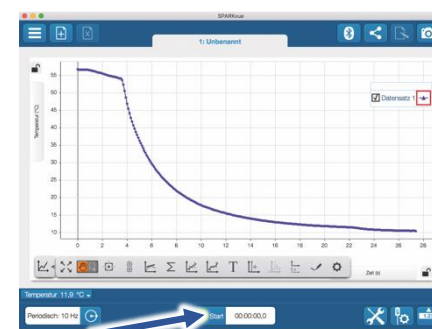 SPARKvue
1: Unbenannt
55
50
45
40
35
30
25
20
15
10
Temperatur (°C)
Datensatz 1
0 2 4 6 8 10 12 14 16 18 20 22 24 26 28
Zeit (s)
Temperatur 11,9 °C
Periodisch: 10 Hz
Start 00:00:00,0